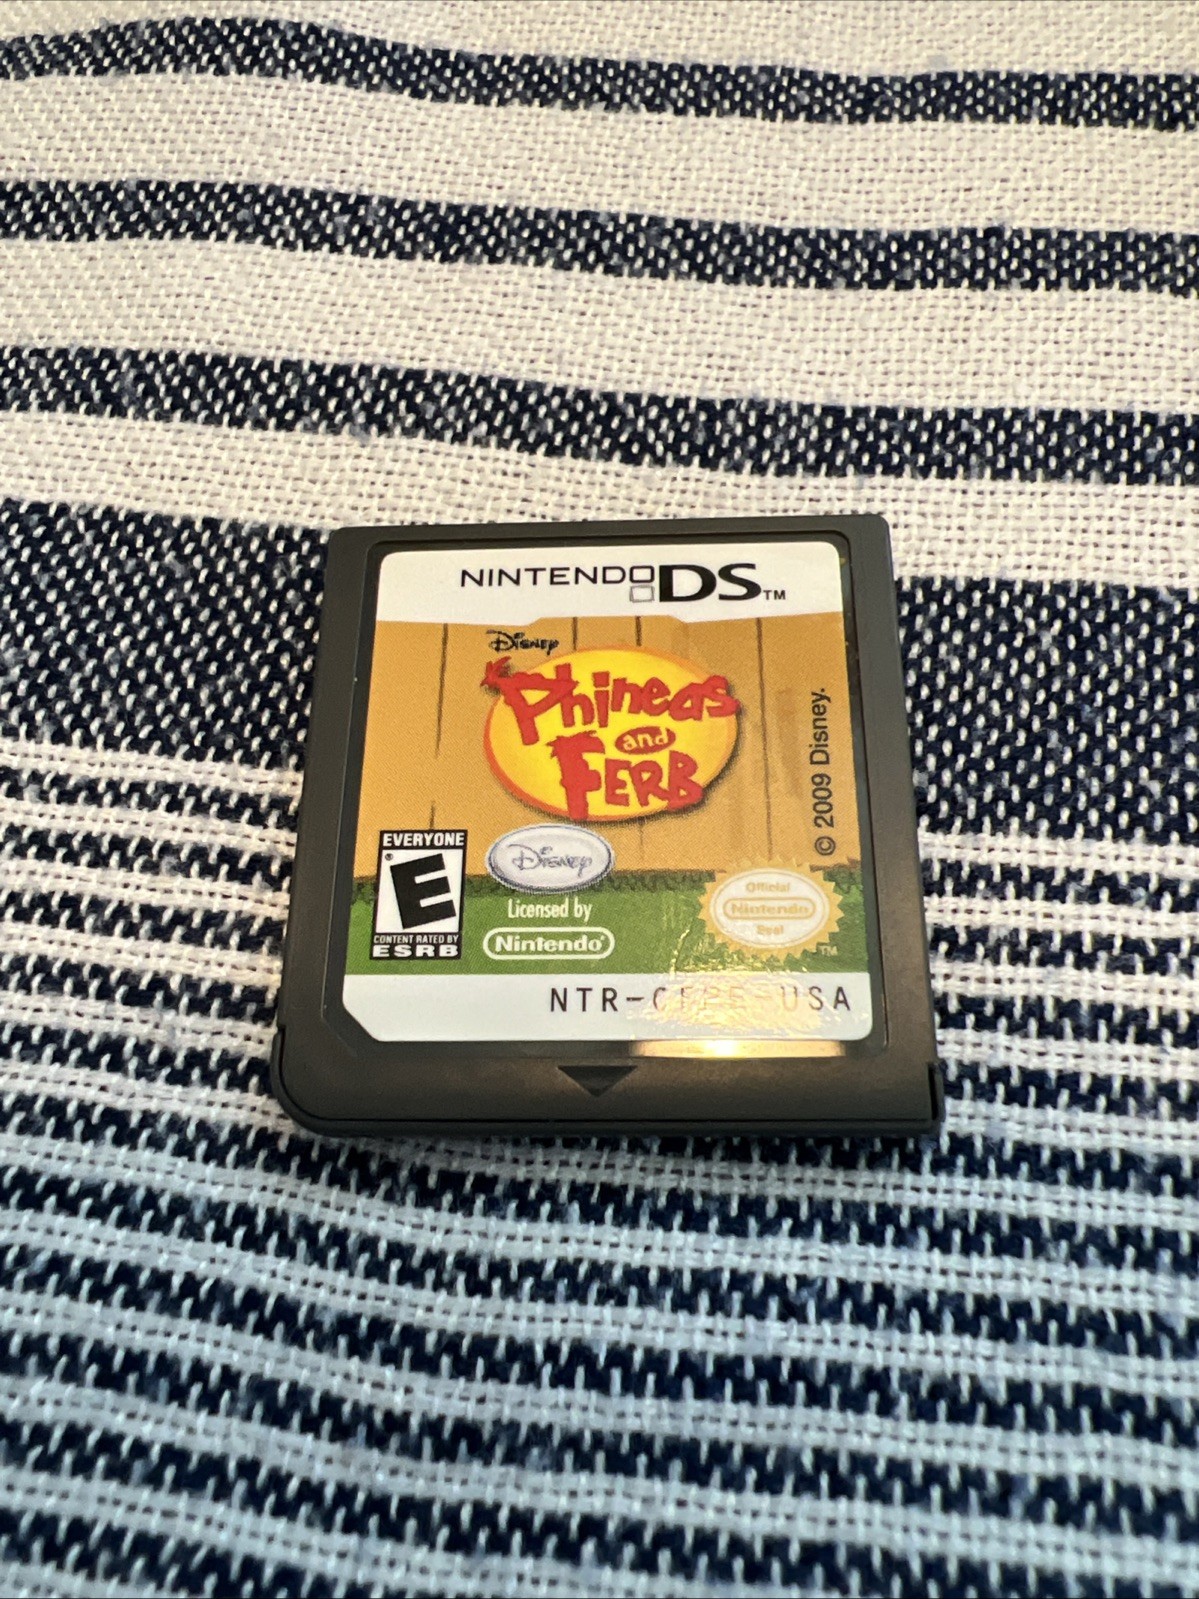 NINTENDO DS™
Disney
Phineas
and
FERB
© 2009 Disney.
EVERYONE
E
®
CONTENT RATED BY
ESRB
Disney
Licensed by
Nintendo®
Official
Nintendo
Seal
TM
NTR- -USA